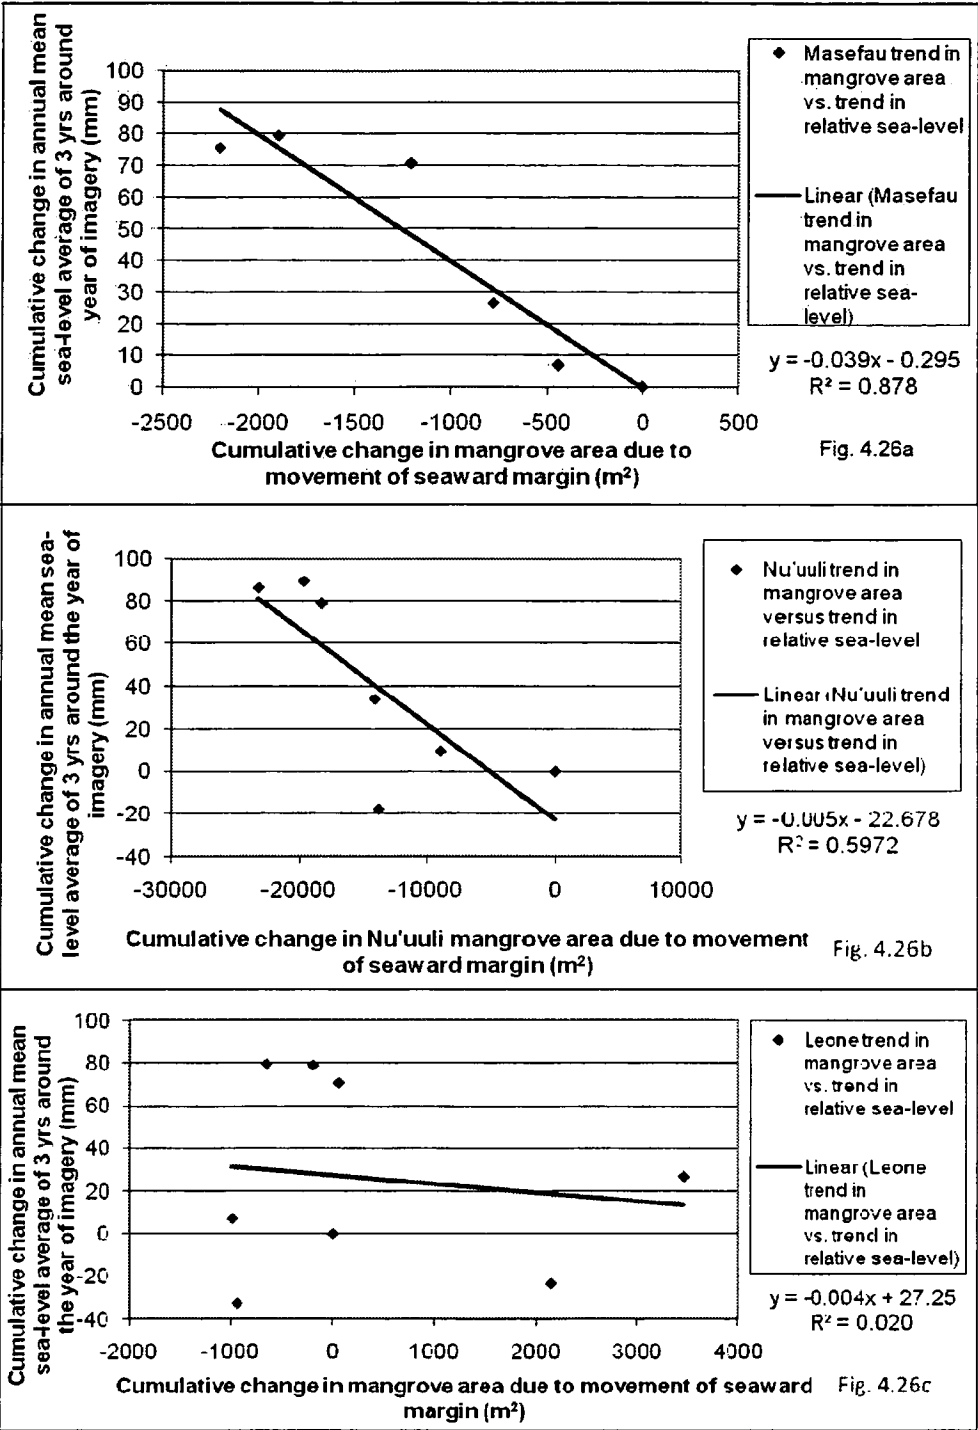 Cumulative change in annual mean
sea-level average of 3 yrs around
year of imagery (mm)
100
90
80
70
60
50
40
30
20
10
0
-2500 -2000 -1500 -1000 -500 0 500
Cumulative change in mangrove area due to
movement of seaward margin (m²)
Masefau trend in
mangrove area
vs. trend in
relative sea-level
Linear (Masefau
trend in
mangrove area
vs. trend in
relative sea-
level)
y = -0.039x - 0.295
R² = 0.878
Fig. 4.26a
Cumulative change in annual mean sea-
level average of 3 yrs around the year of
imagery (mm)
100
80
60
40
20
0
-20
-40
-30000 -20000 -10000 0 10000
Cumulative change in Nu'uuli mangrove area due to movement
of seaward margin (m²)
Nu'uuli trend in
mangrove area
versus trend in
relative sea-level
Linear (Nu'uuli trend
in mangrove area
versus trend in
relative sea-level)
y = -0.005x - 22.678
R² = 0.5972
Fig. 4.26b
Cumulative change in annual mean
sea-level average of 3 yrs around
the year of imagery (mm)
100
80
60
40
20
0
-20
-40
-2000 -1000 0 1000 2000 3000 4000
Cumulative change in mangrove area due to movement of seaward
margin (m²)
Leone trend in
mangrove area
vs. trend in
relative sea-level
Linear (Leone
trend in
mangrove area
vs. trend in
relative sea-level)
y = -0.004x + 27.25
R² = 0.020
Fig. 4.26c